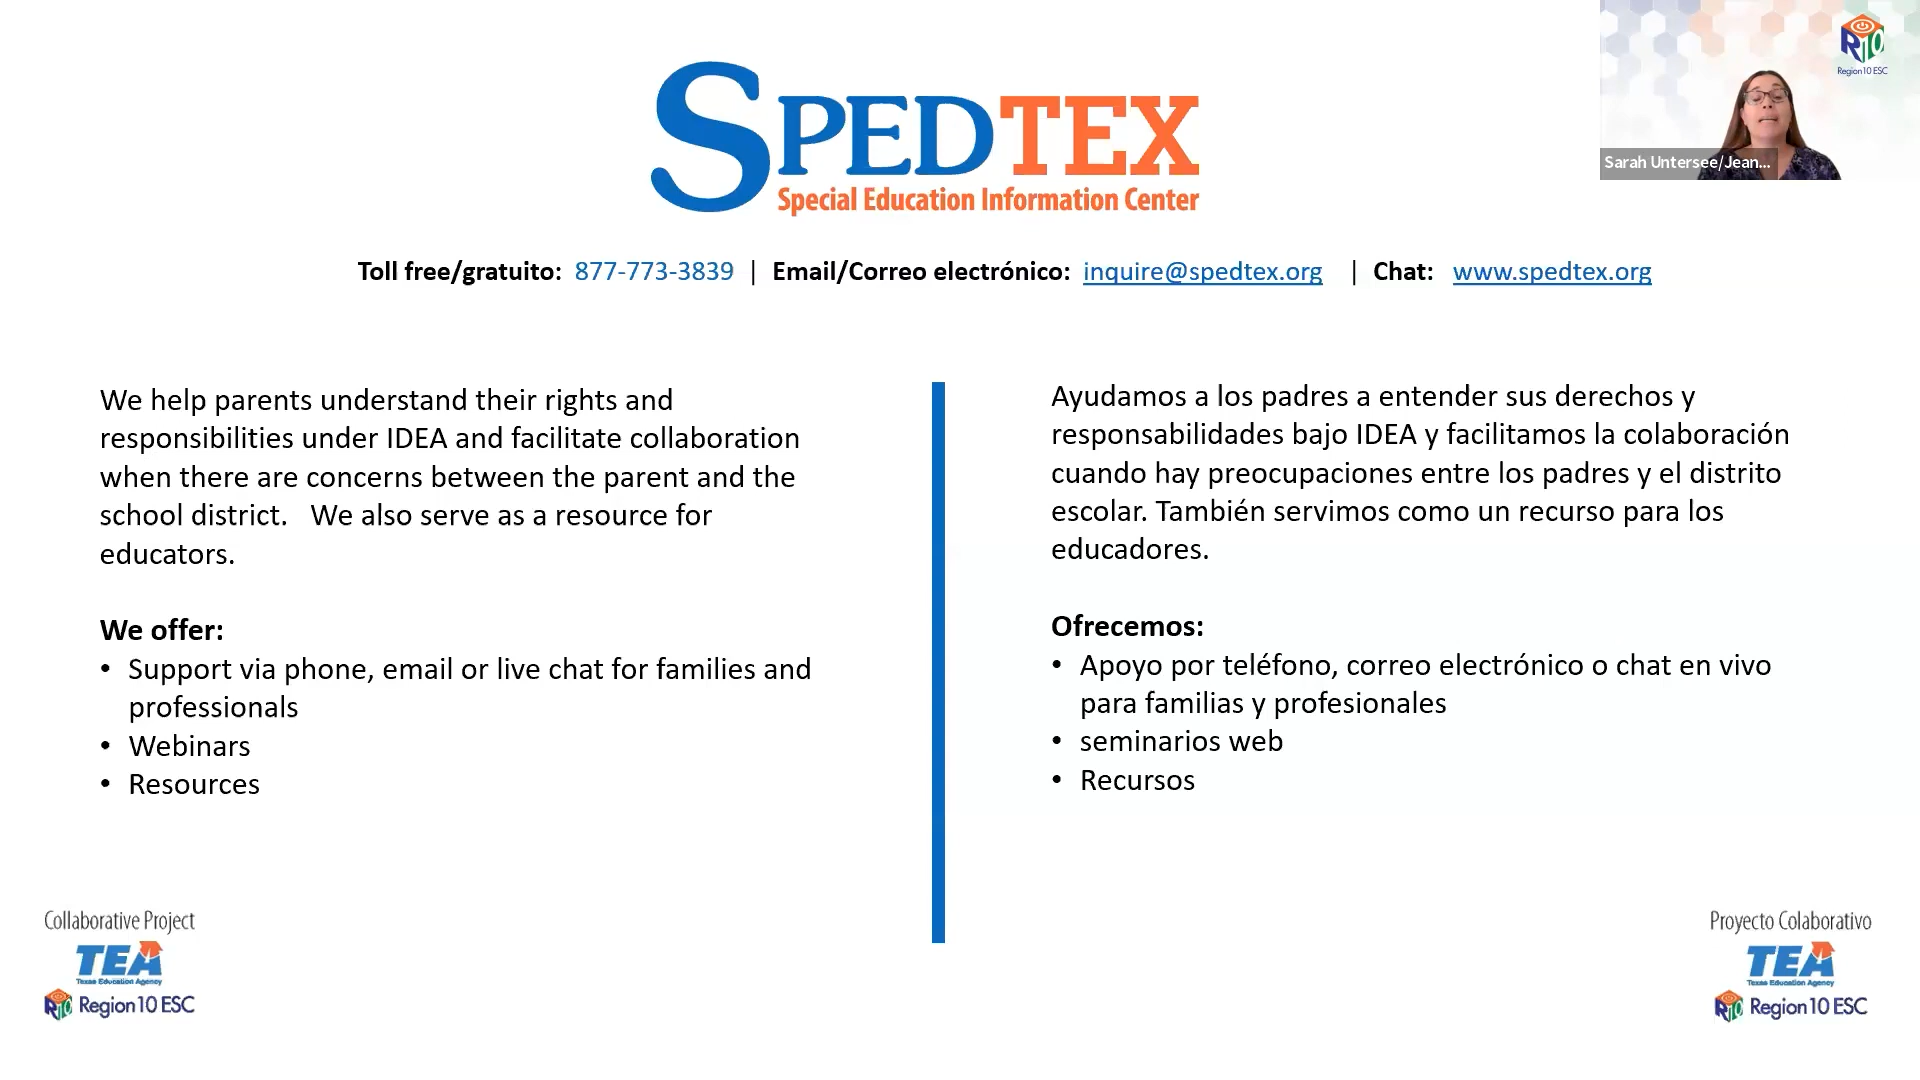 SPEDTEX
Special Education Information Center
R10
Region 10 ESC
Sarah Untersee/Jean...
Toll free/gratuito: 877-773-3839 | Email/Correo electrónico: inquire@spedtex.org | Chat: www.spedtex.org
We help parents understand their rights and
responsibilities under IDEA and facilitate collaboration
when there are concerns between the parent and the
school district. We also serve as a resource for
educators.
We offer:
• Support via phone, email or live chat for families and
professionals
• Webinars
• Resources
Ayudamos a los padres a entender sus derechos y
responsabilidades bajo IDEA y facilitamos la colaboración
cuando hay preocupaciones entre los padres y el distrito
escolar. También servimos como un recurso para los
educadores.
Ofrecemos:
• Apoyo por teléfono, correo electrónico o chat en vivo
para familias y profesionales
• seminarios web
• Recursos
Collaborative Project
TEA
Texas Education Agency
R10 Region 10 ESC
Proyecto Colaborativo
TEA
Texas Education Agency
R10 Region 10 ESC